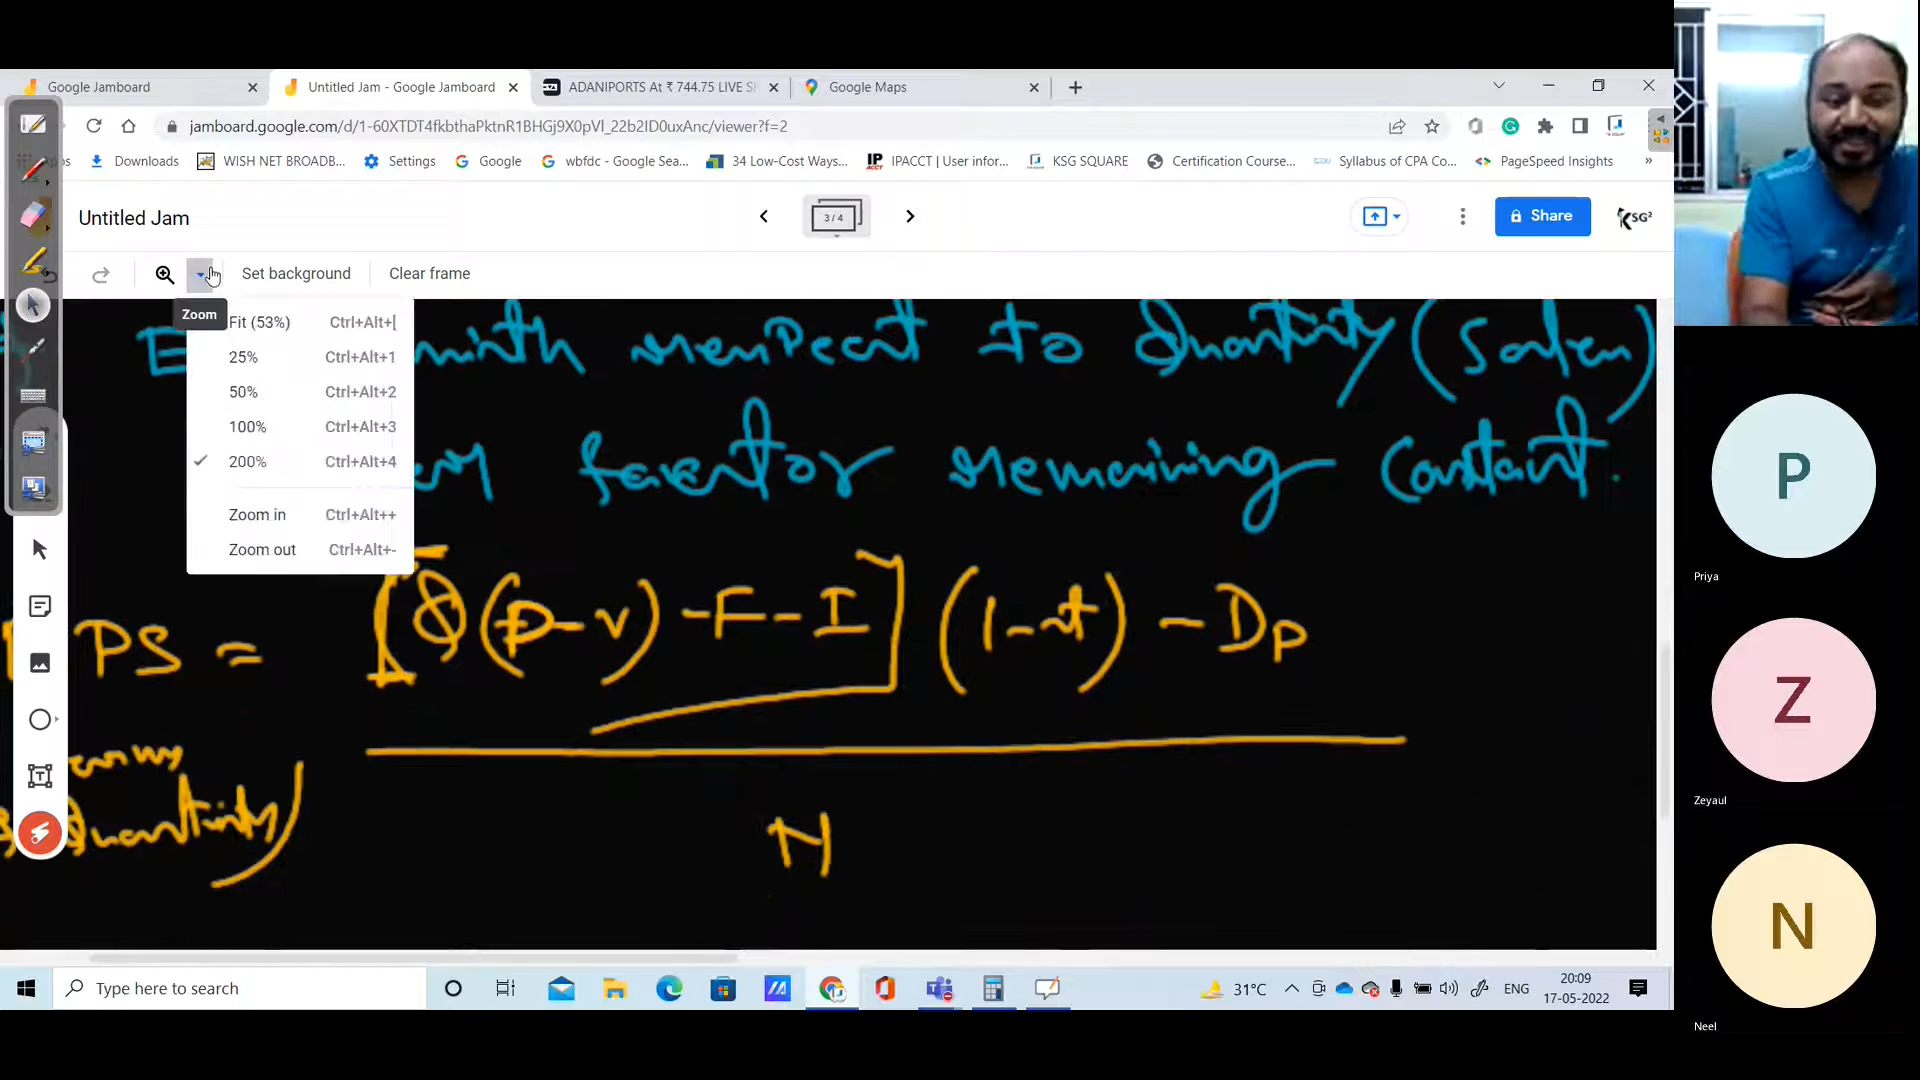 Google Jamboard
Untitled Jam - Google Jamboard
ADANIPORTS At ₹ 744.75 LIVE S
Google Maps
jamboard.google.com/d/1-60XTDT4fkbthaPktnR1BHGj9X0pVl_22b2ID0uxAnc/viewer?f=2
Downloads
WISH NET BROADB...
Settings
Google
wbfdc - Google Sea...
34 Low-Cost Ways...
IPACCT | User infor...
KSG SQUARE
Certification Course...
Syllabus of CPA Co...
PageSpeed Insights
»
Untitled Jam
3 / 4
Share
KSG²
Set background
Clear frame
Zoom
Fit (53%) Ctrl+Alt+[
25% Ctrl+Alt+1
50% Ctrl+Alt+2
100% Ctrl+Alt+3
200% Ctrl+Alt+4
Zoom in Ctrl+Alt++
Zoom out Ctrl+Alt+-
E with respect to Quantity (Sales)
factor remaining constant.
PS = [Q(P-v) -F-I] (1-t) - Dp
N
Quantity)
P
Priya
Z
Zeyaul
N
Neel
Type here to search
31°C
ENG
20:09
17-05-2022